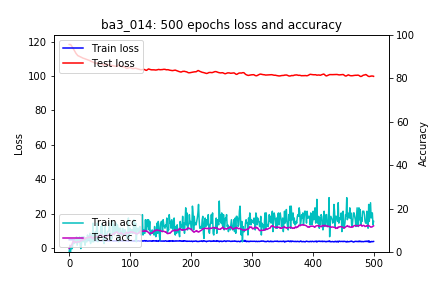 ba3_014: 500 epochs loss and accuracy
120
100
80
60
40
20
0
Loss
Train loss
Test loss
Train acc
Test acc
100
80
60
40
20
0
Accuracy
0
100
200
300
400
500